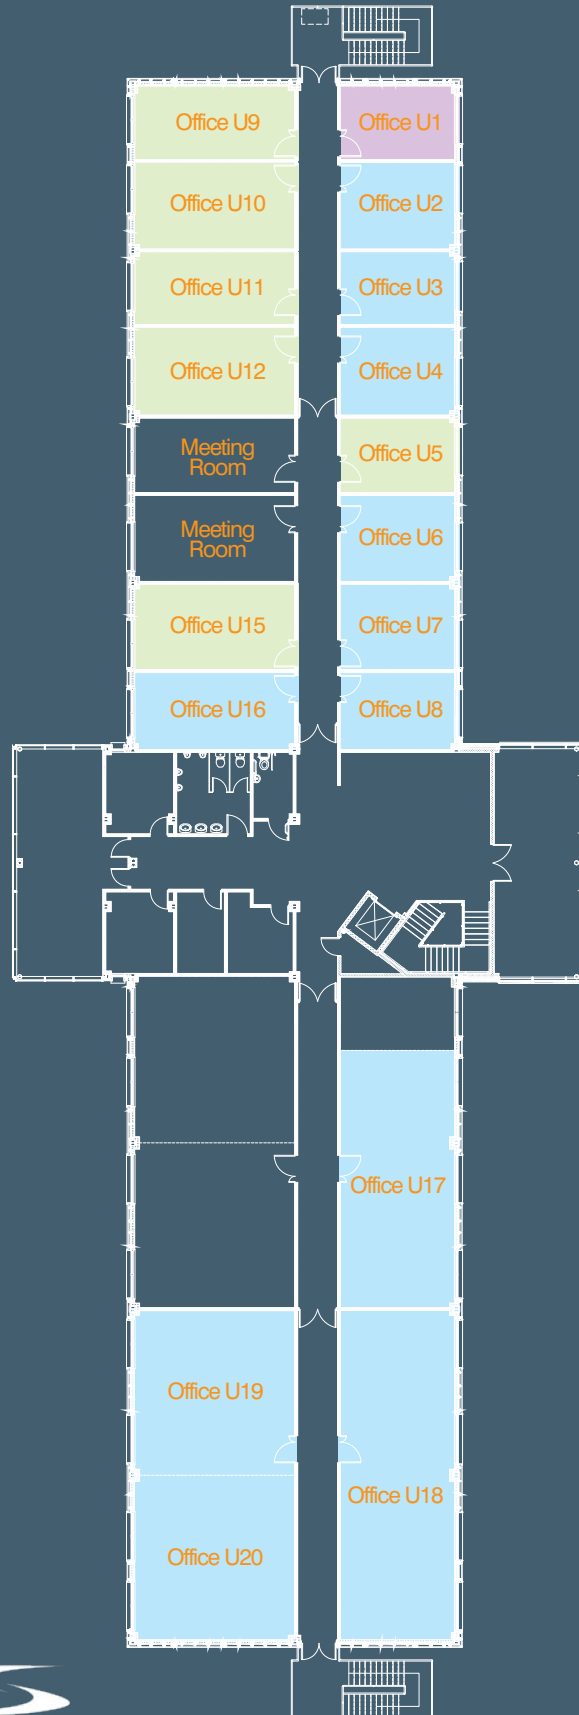 Office U9
Office U1
Office U10
Office U2
Office U11
Office U3
Office U12
Office U4
Meeting
Room
Office U5
Meeting
Room
Office U6
Office U15
Office U7
Office U16
Office U8
Office U17
Office U19
Office U18
Office U20